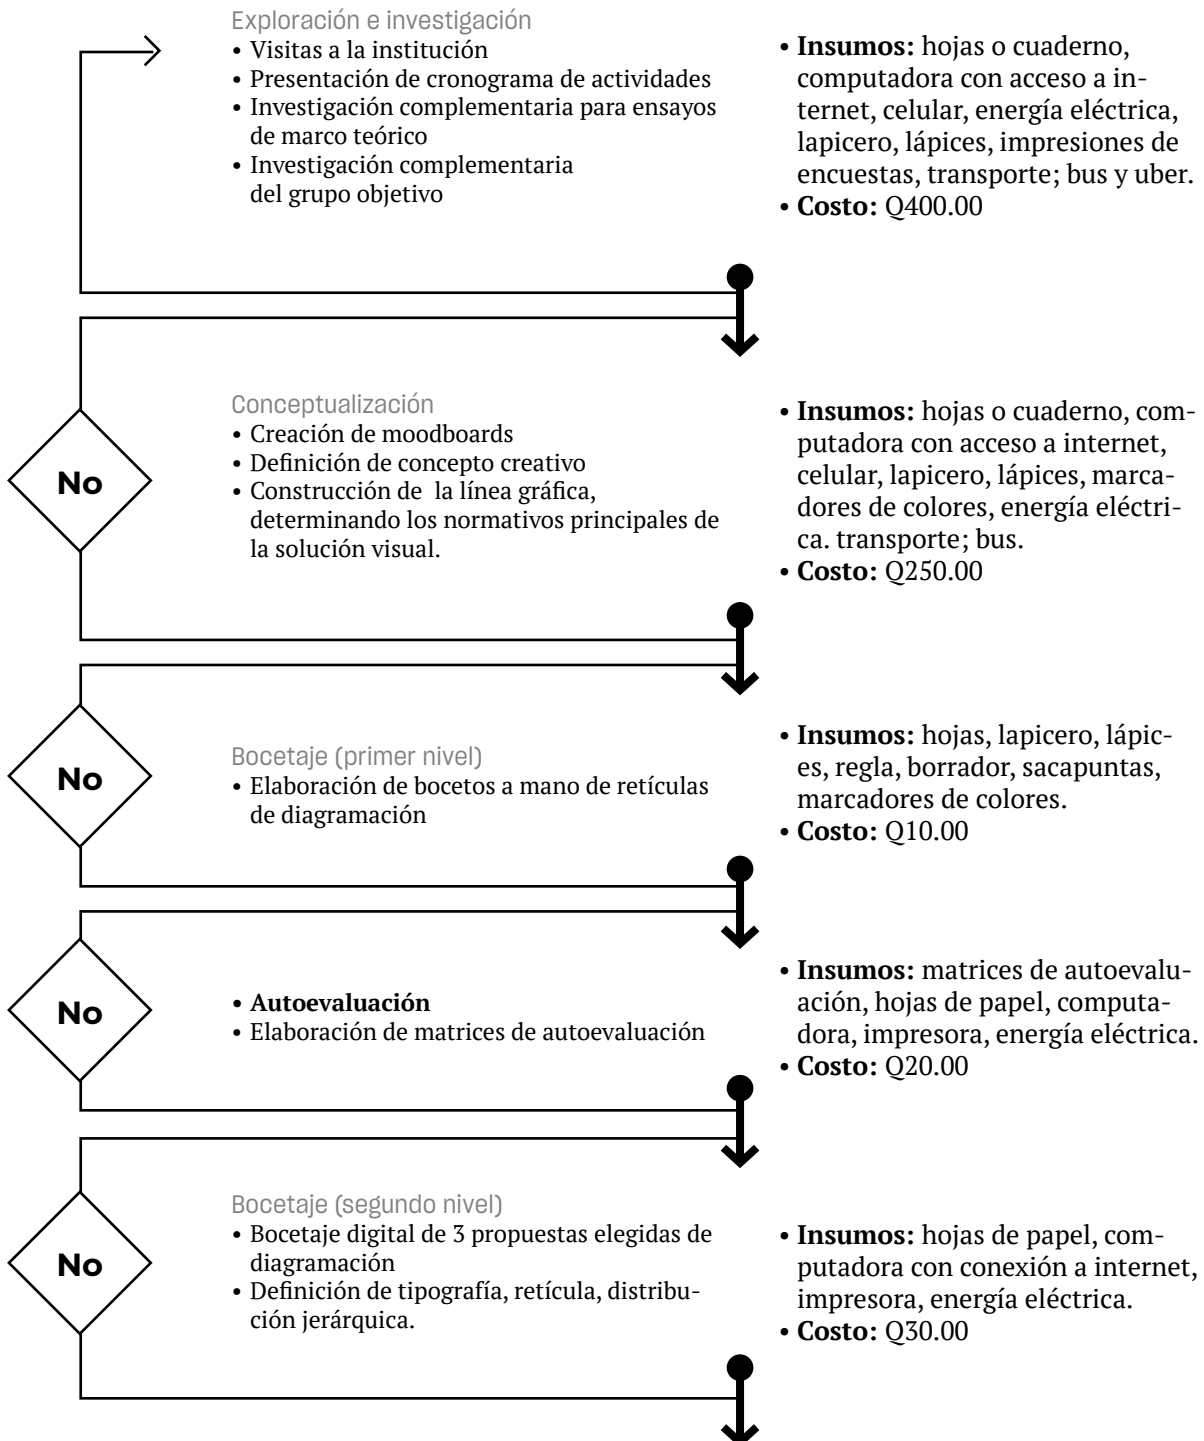 Exploración e investigación
• Visitas a la institución
• Presentación de cronograma de actividades
• Investigación complementaria para ensayos
de marco teórico
• Investigación complementaria
del grupo objetivo
• Insumos: hojas o cuaderno,
computadora con acceso a in-
ternet, celular, energía eléctrica,
lapicero, lápices, impresiones de
encuestas, transporte; bus y uber.
• Costo: Q400.00
No
Conceptualización
• Creación de moodboards
• Definición de concepto creativo
• Construcción de  la línea gráfica,
determinando los normativos principales de
la solución visual.
• Insumos: hojas o cuaderno, com-
putadora con acceso a internet,
celular, lapicero, lápices, marca-
dores de colores, energía eléctri-
ca. transporte; bus.
• Costo: Q250.00
No
Bocetaje (primer nivel)
• Elaboración de bocetos a mano de retículas
de diagramación
• Insumos: hojas, lapicero, lápic-
es, regla, borrador, sacapuntas,
marcadores de colores.
• Costo: Q10.00
No
• Autoevaluación
• Elaboración de matrices de autoevaluación
• Insumos: matrices de autoevalu-
ación, hojas de papel, computa-
dora, impresora, energía eléctrica.
• Costo: Q20.00
No
Bocetaje (segundo nivel)
• Bocetaje digital de 3 propuestas elegidas de
diagramación
• Definición de tipografía, retícula, distribu-
ción jerárquica.
• Insumos: hojas de papel, com-
putadora con conexión a internet,
impresora, energía eléctrica.
• Costo: Q30.00